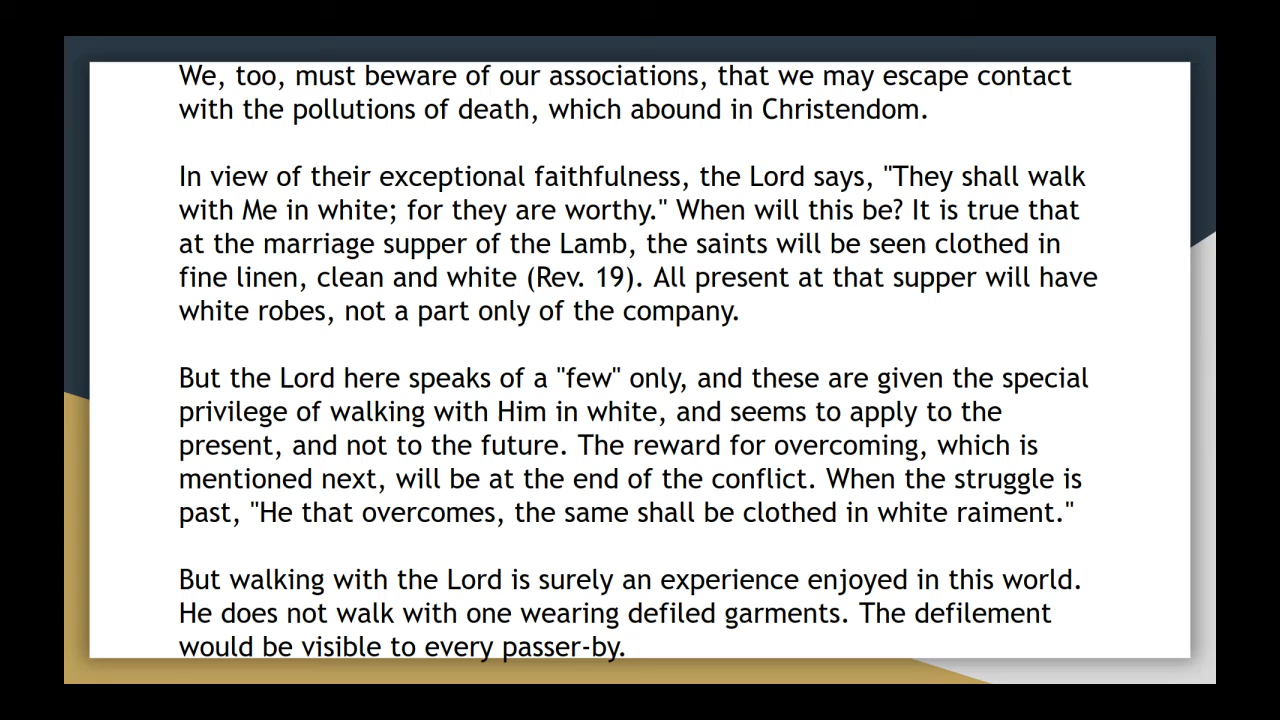 We, too, must beware of our associations, that we may escape contact
with the pollutions of death, which abound in Christendom.
In view of their exceptional faithfulness, the Lord says, "They shall walk
with Me in white; for they are worthy." When will this be? It is true that
at the marriage supper of the Lamb, the saints will be seen clothed in
fine linen, clean and white (Rev. 19). All present at that supper will have
white robes, not a part only of the company.
But the Lord here speaks of a "few" only, and these are given the special
privilege of walking with Him in white, and seems to apply to the
present, and not to the future. The reward for overcoming, which is
mentioned next, will be at the end of the conflict. When the struggle is
past, "He that overcomes, the same shall be clothed in white raiment."
But walking with the Lord is surely an experience enjoyed in this world.
He does not walk with one wearing defiled garments. The defilement
would be visible to every passer-by.